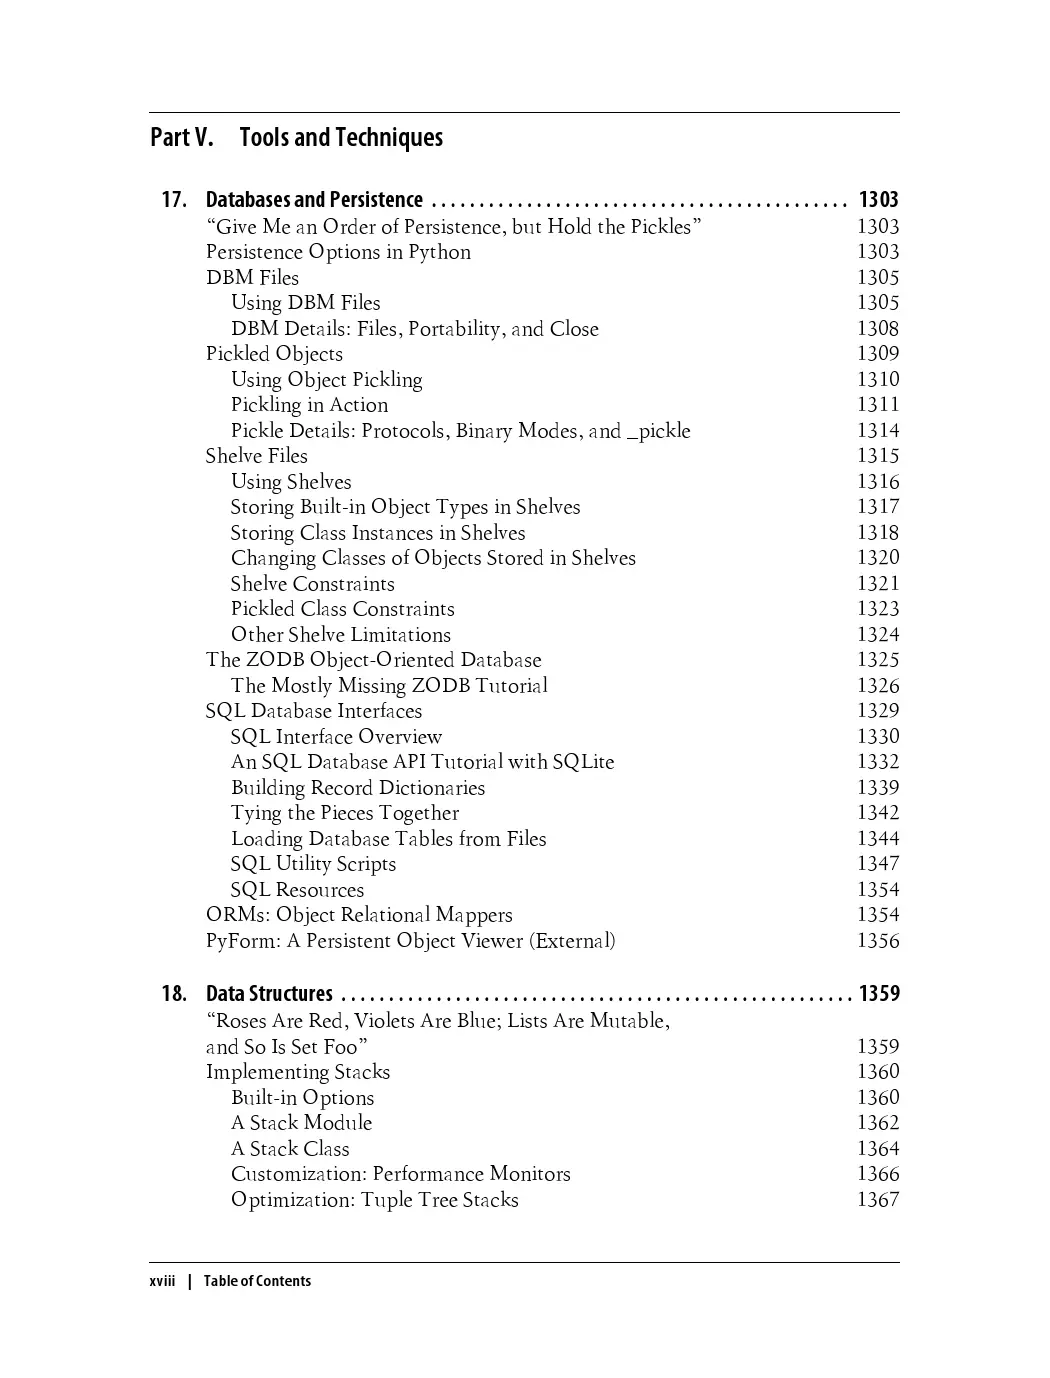 Part V. Tools and Techniques
17. Databases and Persistence . . . . . . . . . . . . . . . . . . . . . . . . . . . . . . . . . . . . . . . . . . . . 1303
“Give Me an Order of Persistence, but Hold the Pickles” 1303
Persistence Options in Python 1303
DBM Files 1305
Using DBM Files 1305
DBM Details: Files, Portability, and Close 1308
Pickled Objects 1309
Using Object Pickling 1310
Pickling in Action 1311
Pickle Details: Protocols, Binary Modes, and _pickle 1314
Shelve Files 1315
Using Shelves 1316
Storing Built-in Object Types in Shelves 1317
Storing Class Instances in Shelves 1318
Changing Classes of Objects Stored in Shelves 1320
Shelve Constraints 1321
Pickled Class Constraints 1323
Other Shelve Limitations 1324
The ZODB Object-Oriented Database 1325
The Mostly Missing ZODB Tutorial 1326
SQL Database Interfaces 1329
SQL Interface Overview 1330
An SQL Database API Tutorial with SQLite 1332
Building Record Dictionaries 1339
Tying the Pieces Together 1342
Loading Database Tables from Files 1344
SQL Utility Scripts 1347
SQL Resources 1354
ORMs: Object Relational Mappers 1354
PyForm: A Persistent Object Viewer (External) 1356
18. Data Structures . . . . . . . . . . . . . . . . . . . . . . . . . . . . . . . . . . . . . . . . . . . . . . . . . . . . . . 1359
“Roses Are Red, Violets Are Blue; Lists Are Mutable,
and So Is Set Foo” 1359
Implementing Stacks 1360
Built-in Options 1360
A Stack Module 1362
A Stack Class 1364
Customization: Performance Monitors 1366
Optimization: Tuple Tree Stacks 1367
xviii | Table of Contents